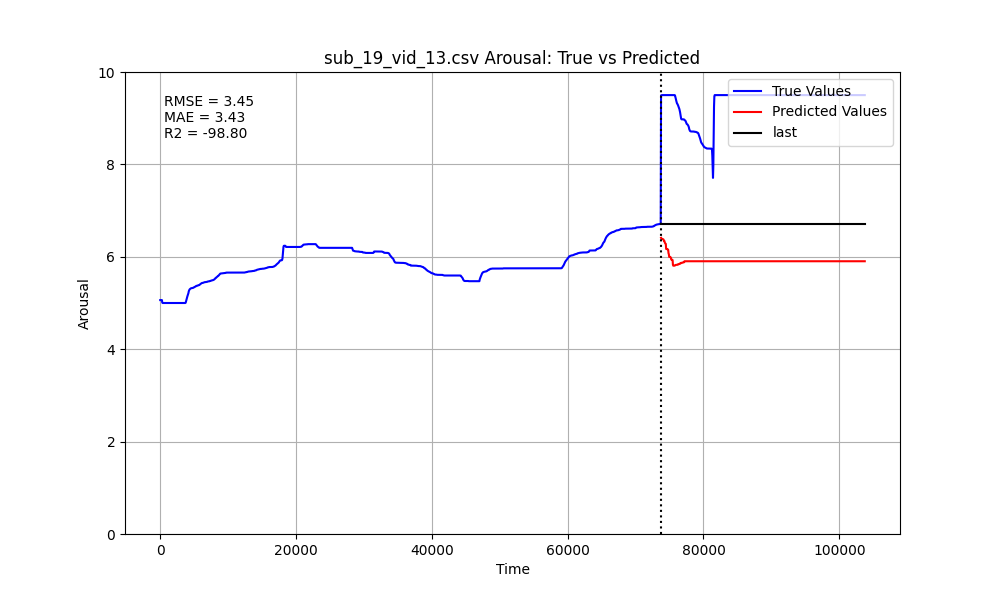 sub_19_vid_13.csv Arousal: True vs Predicted
RMSE = 3.45
MAE = 3.43
R2 = -98.80
True Values
Predicted Values
last
10
8
6
4
2
0
Arousal
0 20000 40000 60000 80000 100000
Time